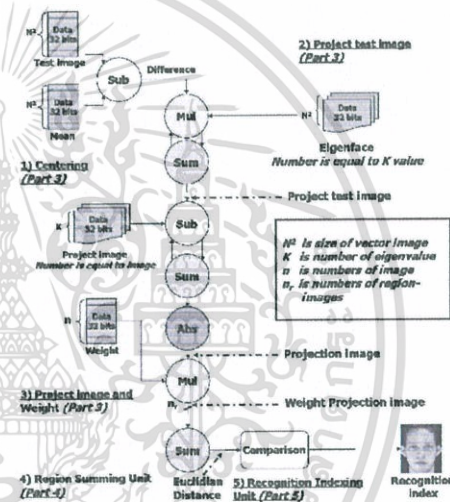 N²
Data
32 bits
Test image
Sub
Difference
2) Project test image
(Part 3)
N²
Data
32 bits
Mean
Mul
N²
Data
32 bits
Eigenface
Number is equal to K value
1) Centering
(Part 3)
Sum
Project test image
K
Data
32 bits
Project image
Number is equal to image
Sub
N² is size of vector image
K is number of eigenvalue
n is numbers of image
nᵣ is numbers of region-
images
Sum
n
Data
32 bits
Weight
Abs
Projection image
3) Project image and
Weight (Part 3)
Mul
nᵣ
Weight Projection image
Sum
Comparison
4) Region Summing Unit
(Part 4)
Euclidian
Distance
5) Recognition Indexing
Unit (Part 5)
Recognition
index